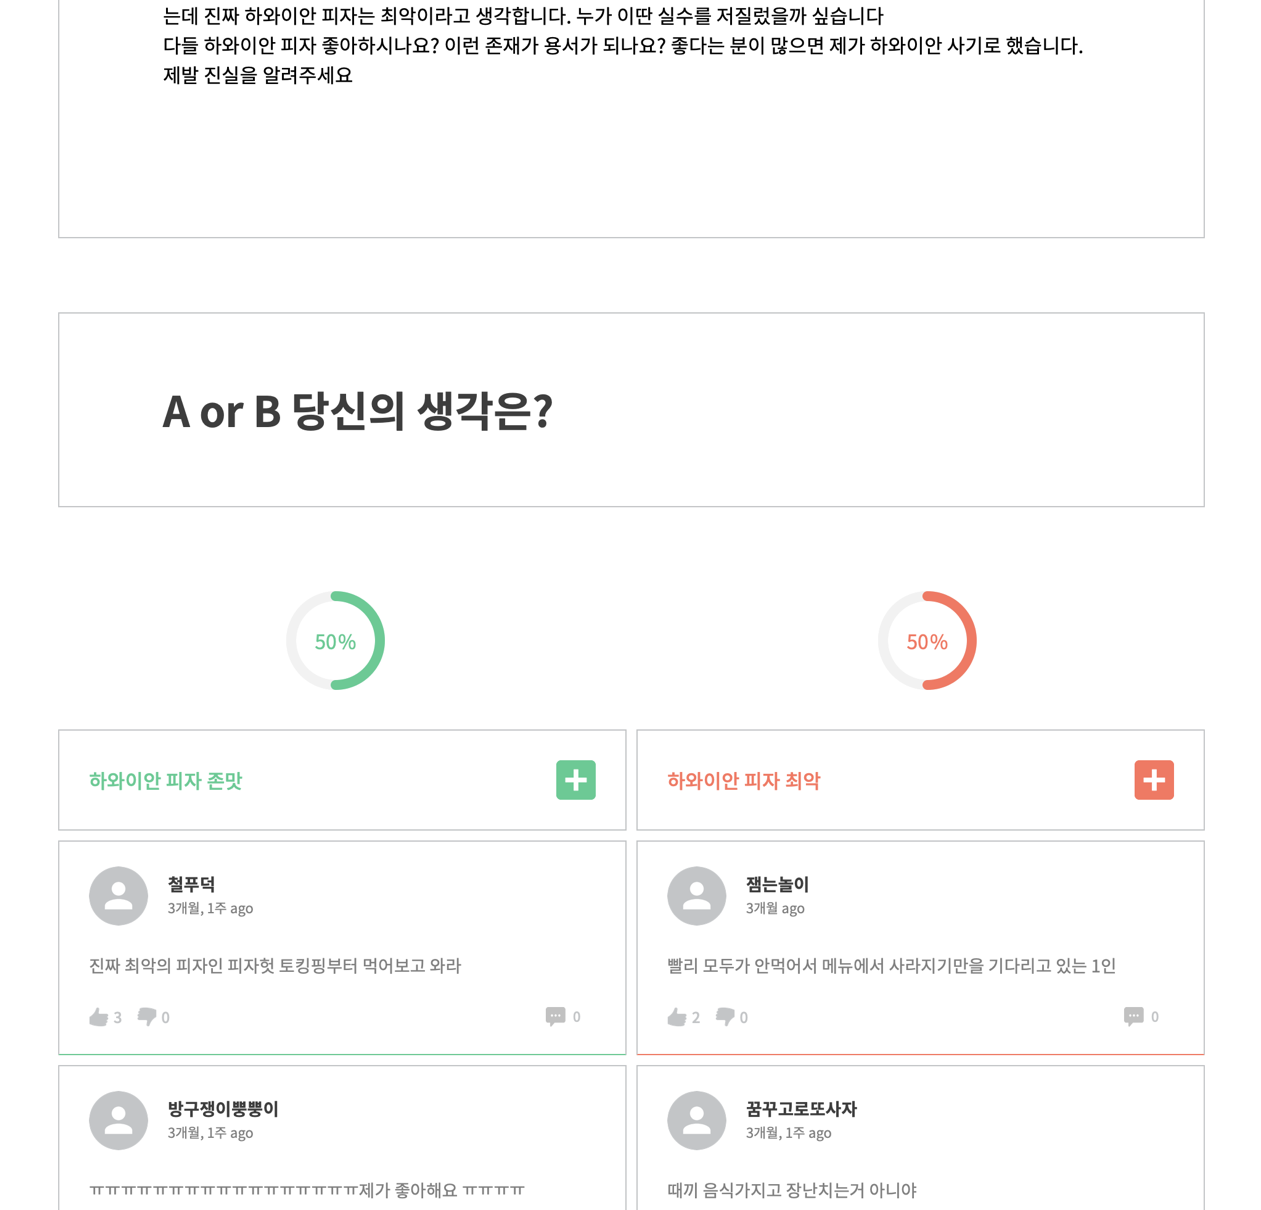 는데 진짜 하와이안 피자는 최악이라고 생각합니다. 누가 이딴 실수를 저질렀을까 싶습니다
다들 하와이안 피자 좋아하시나요? 이런 존재가 용서가 되나요? 좋다는 분이 많으면 제가 하와이안 사기로 했습니다.
제발 진실을 알려주세요
A or B 당신의 생각은?
50%
50%
하와이안 피자 존맛
하와이안 피자 최악
철푸덕
3개월, 1주 ago
진짜 최악의 피자인 피자헛 토킹핑부터 먹어보고 와라
3
0
0
잼는놀이
3개월 ago
빨리 모두가 안먹어서 메뉴에서 사라지기만을 기다리고 있는 1인
2
0
0
방구쟁이뿡뿡이
3개월, 1주 ago
ㅠㅠㅠㅠㅠㅠㅠㅠㅠㅠㅠㅠㅠㅠㅠㅠㅠ제가 좋아해요 ㅠㅠㅠㅠ
꿈꾸고로또사자
3개월, 1주 ago
때끼 음식가지고 장난치는거 아니야